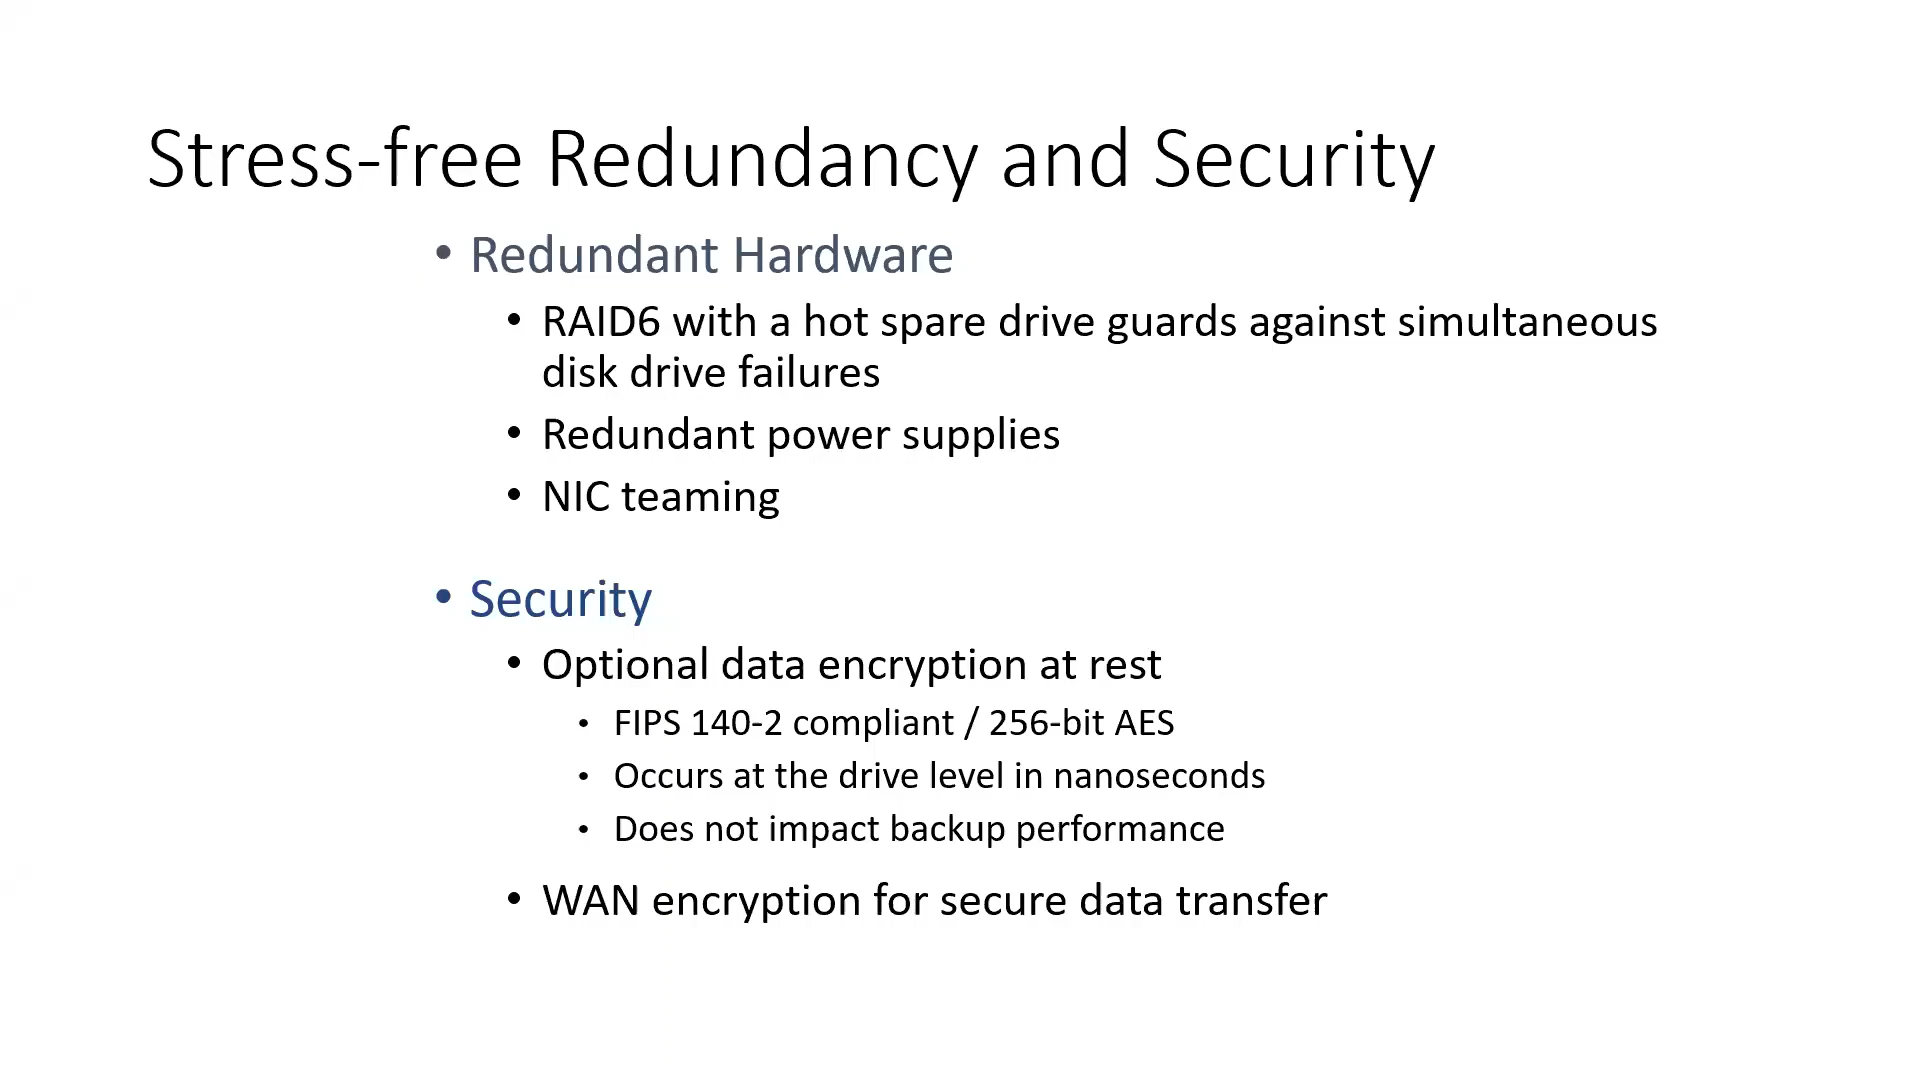 Stress-free Redundancy and Security
• Redundant Hardware
• RAID6 with a hot spare drive guards against simultaneous
disk drive failures
• Redundant power supplies
• NIC teaming
• Security
• Optional data encryption at rest
• FIPS 140-2 compliant / 256-bit AES
• Occurs at the drive level in nanoseconds
• Does not impact backup performance
• WAN encryption for secure data transfer